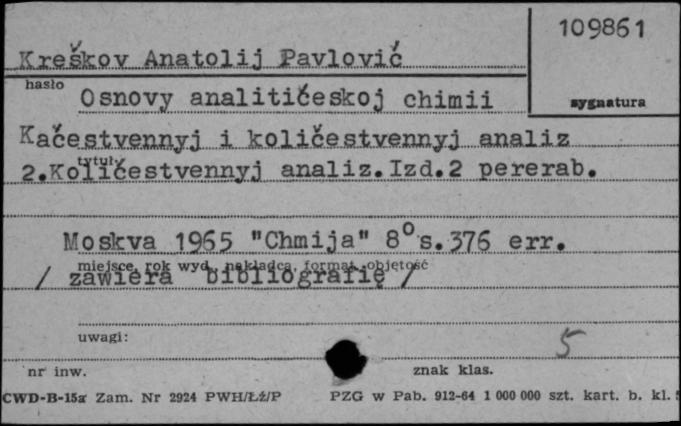 109861
Kreškov Anatolij Pavlovič
hasło
Osnovy analitičeskoj chimii
sygnatura
Kačestvennyj i količestvennyj analiz
tytuł
2.Količestvennyj analiz.Izd.2 pererab.
Moskva 1965 "Chmija" 8° s.376 err.
miejsce, rok wyd., nakładca, format, objętość
/ zawiera bibliografię /
uwagi:
5
nr inw.
znak klas.
CWD-B-15a Zam. Nr 2924 PWH/Łż/P
PZG w Pab. 912-64 1 000 000 szt. kart. b. kl.